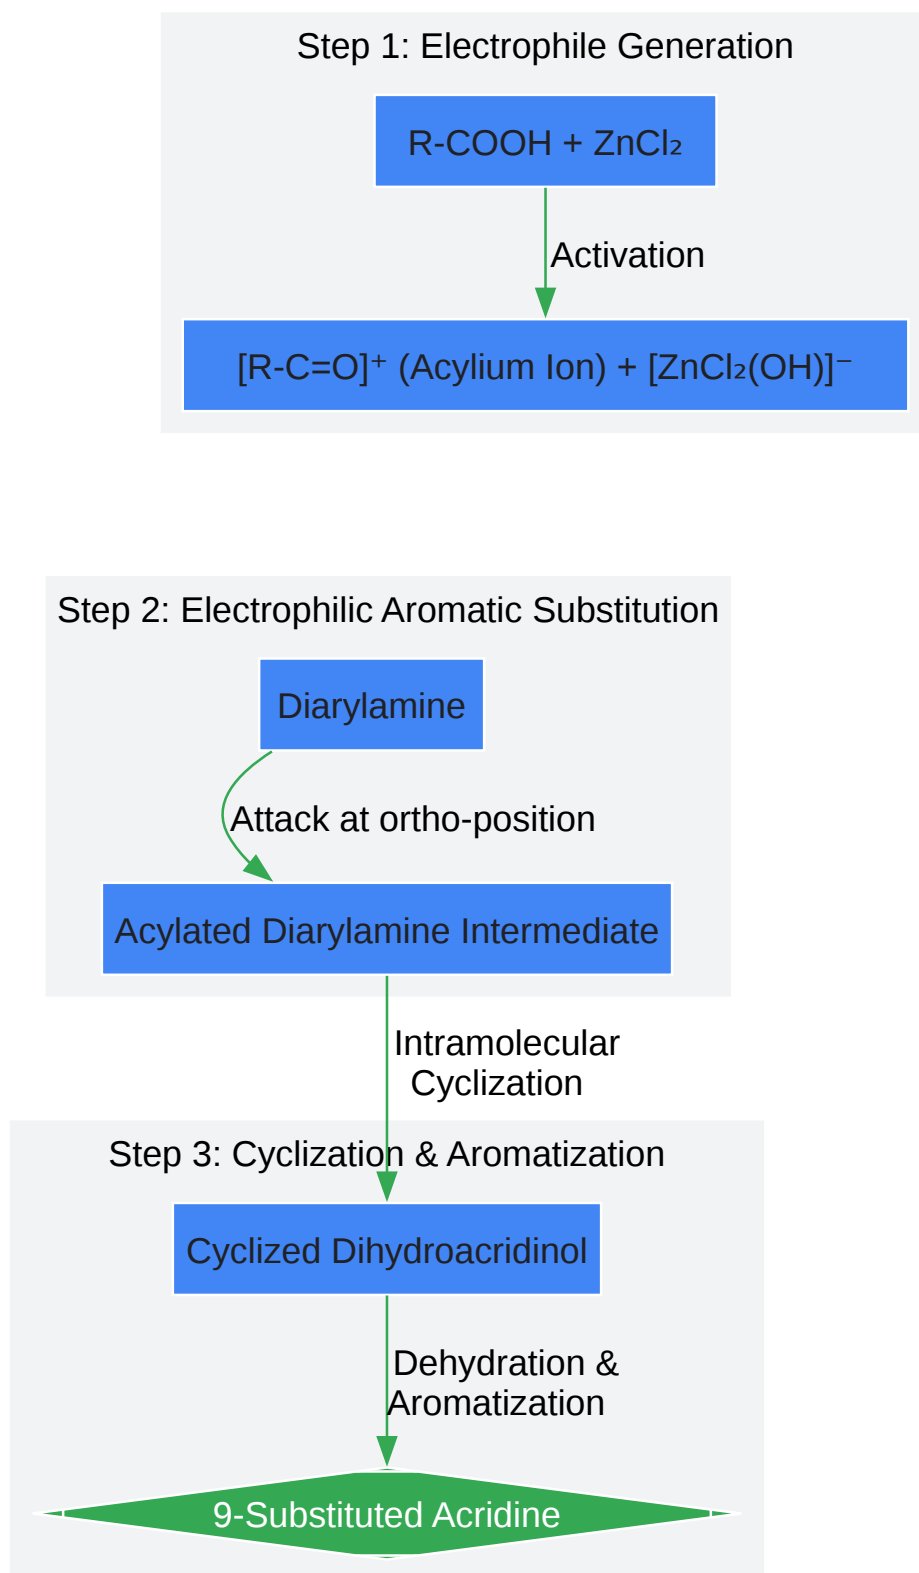 Step 1: Electrophile Generation
R-COOH + ZnCl₂
Activation
[R-C=O]⁺ (Acylium Ion) + [ZnCl₂(OH)]⁻
Step 2: Electrophilic Aromatic Substitution
Diarylamine
Attack at ortho-position
Acylated Diarylamine Intermediate
Intramolecular
Cyclization
Step 3: Cyclization & Aromatization
Cyclized Dihydroacridinol
Dehydration &
Aromatization
9-Substituted Acridine